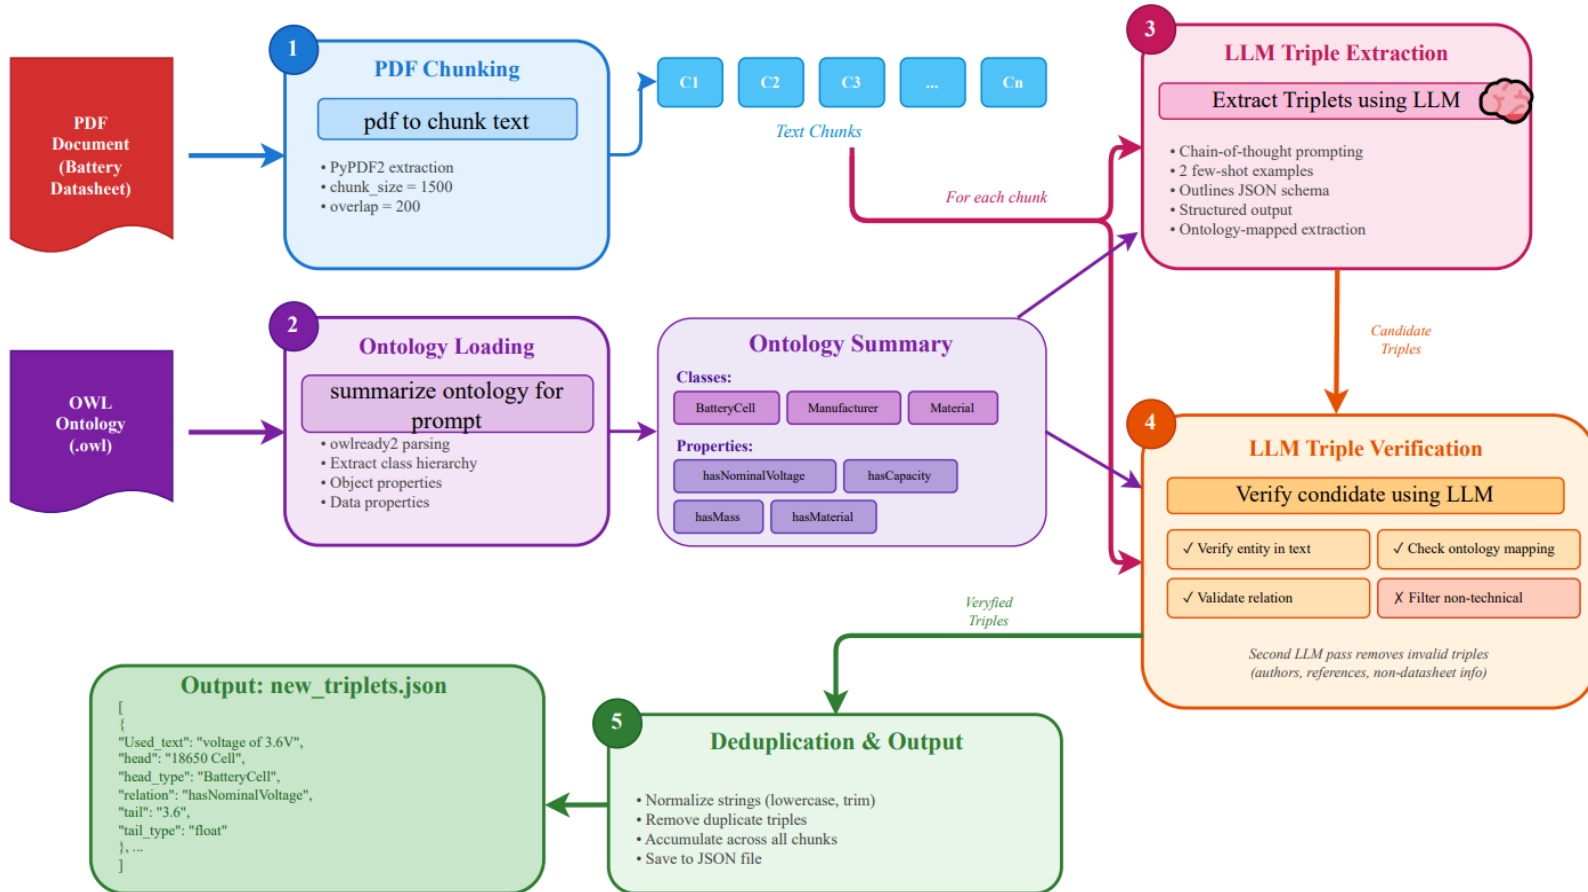 PDF
Document
(Battery
Datasheet)
1
PDF Chunking
pdf to chunk text
• PyPDF2 extraction
• chunk_size = 1500
• overlap = 200
C1
C2
C3
...
Cn
Text Chunks
For each chunk
3
LLM Triple Extraction
Extract Triplets using LLM
• Chain-of-thought prompting
• 2 few-shot examples
• Outlines JSON schema
• Structured output
• Ontology-mapped extraction
OWL
Ontology
(.owl)
2
Ontology Loading
summarize ontology for
prompt
• owlready2 parsing
• Extract class hierarchy
• Object properties
• Data properties
Ontology Summary
Classes:
BatteryCell
Manufacturer
Material
Properties:
hasNominalVoltage
hasCapacity
hasMass
hasMaterial
Candidate
Triples
4
LLM Triple Verification
Verify condidate using LLM
✓ Verify entity in text
✓ Check ontology mapping
✓ Validate relation
✗ Filter non-technical
Second LLM pass removes invalid triples
(authors, references, non-datasheet info)
Veryfied
Triples
5
Deduplication & Output
• Normalize strings (lowercase, trim)
• Remove duplicate triples
• Accumulate across all chunks
• Save to JSON file
Output: new_triplets.json
[
{
"Used_text": "voltage of 3.6V",
"head": "18650 Cell",
"head_type": "BatteryCell",
"relation": "hasNominalVoltage",
"tail": "3.6",
"tail_type": "float"
}, ...
]